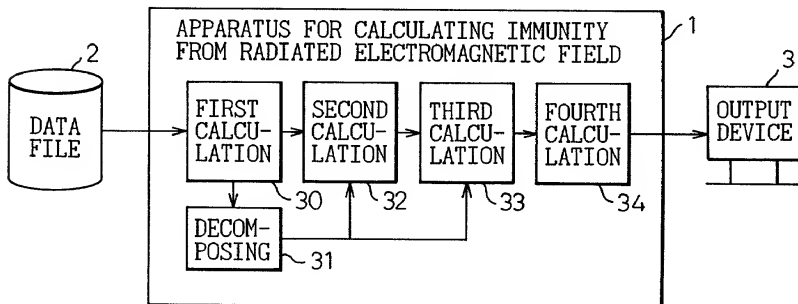 APPARATUS FOR CALCULATING IMMUNITY
FROM RADIATED ELECTROMAGNETIC FIELD
1
2
DATA
FILE
FIRST
CALCU-
LATION
30
SECOND
CALCU-
LATION
32
THIRD
CALCU-
LATION
33
FOURTH
CALCU-
LATION
34
3
OUTPUT
DEVICE
DECOM-
POSING
31